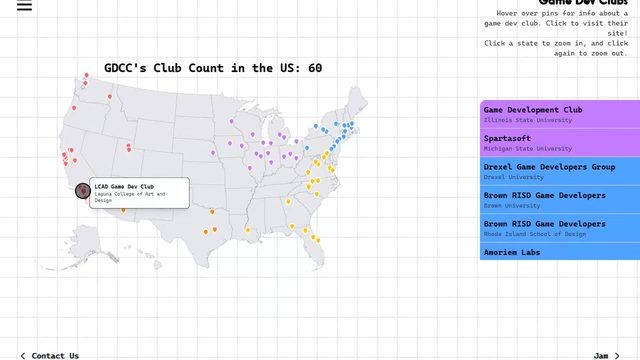 Game Dev Clubs
Hover over pins for info about a
game dev club. Click to visit their
site!
Click a state to zoom in, and click
again to zoom out.
GDCC's Club Count in the US: 60
Game Development Club
Illinois State University
Spartasoft
Michigan State University
Drexel Game Developers Group
Drexel University
Brown RISD Game Developers
Brown University
Brown RISD Game Developers
Rhode Island School of Design
Amoriem Labs
LCAD Game Dev Club
Laguna College of Art and
Design
Contact Us
Jam